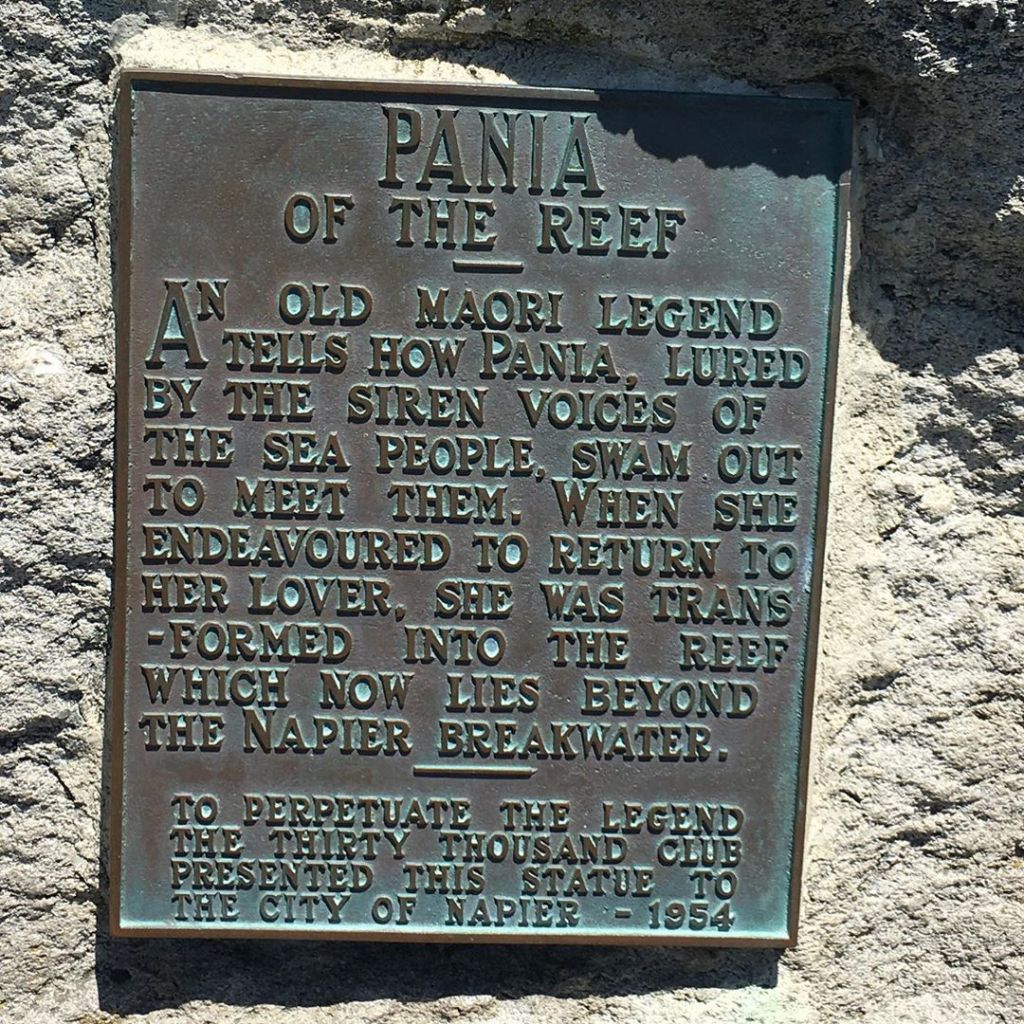 PANIA
OF THE REEF
AN OLD MAORI LEGEND
TELLS HOW PANIA, LURED
BY THE SIREN VOICES OF
THE SEA PEOPLE, SWAM OUT
TO MEET THEM. WHEN SHE
ENDEAVOURED TO RETURN TO
HER LOVER, SHE WAS TRANS
-FORMED INTO THE REEF
WHICH NOW LIES BEYOND
THE NAPIER BREAKWATER.
TO PERPETUATE THE LEGEND
THE THIRTY THOUSAND CLUB
PRESENTED THIS STATUE TO
THE CITY OF NAPIER - 1954